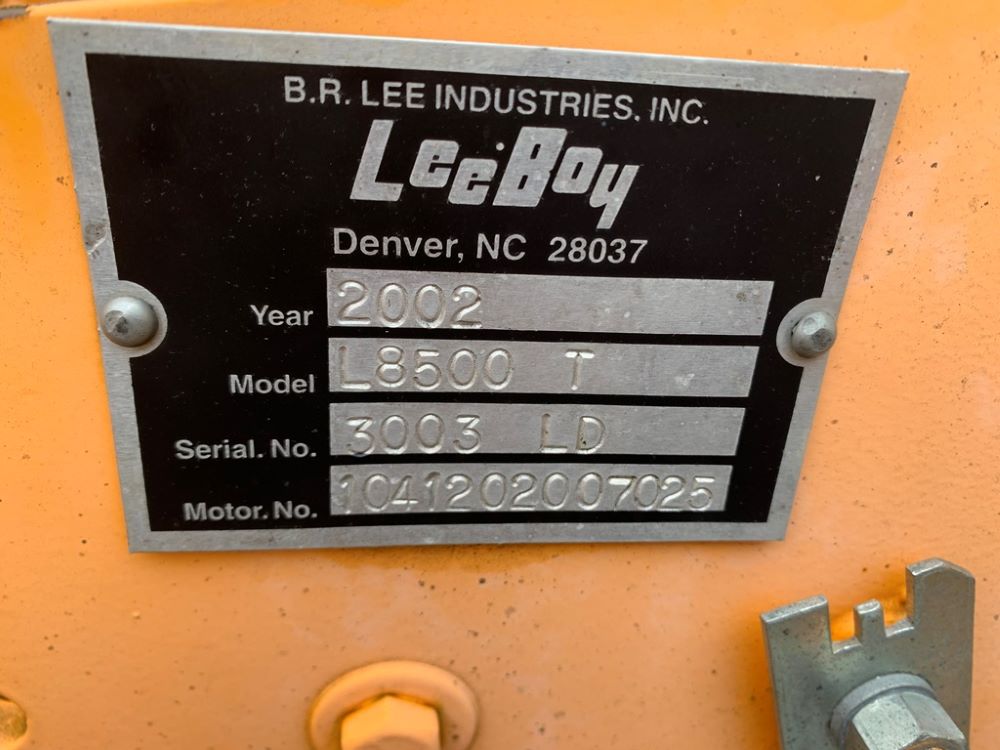 B.R. LEE INDUSTRIES, INC.
LeeBoy
Denver, NC 28037
Year 2002
Model L8500 T
Serial. No. 3003 LD
Motor. No. 1041202007025